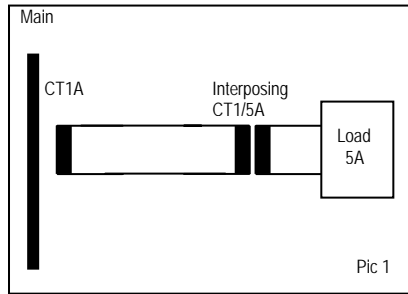 Main
CT1A
Interposing
CT1/5A
Load
5A
Pic 1